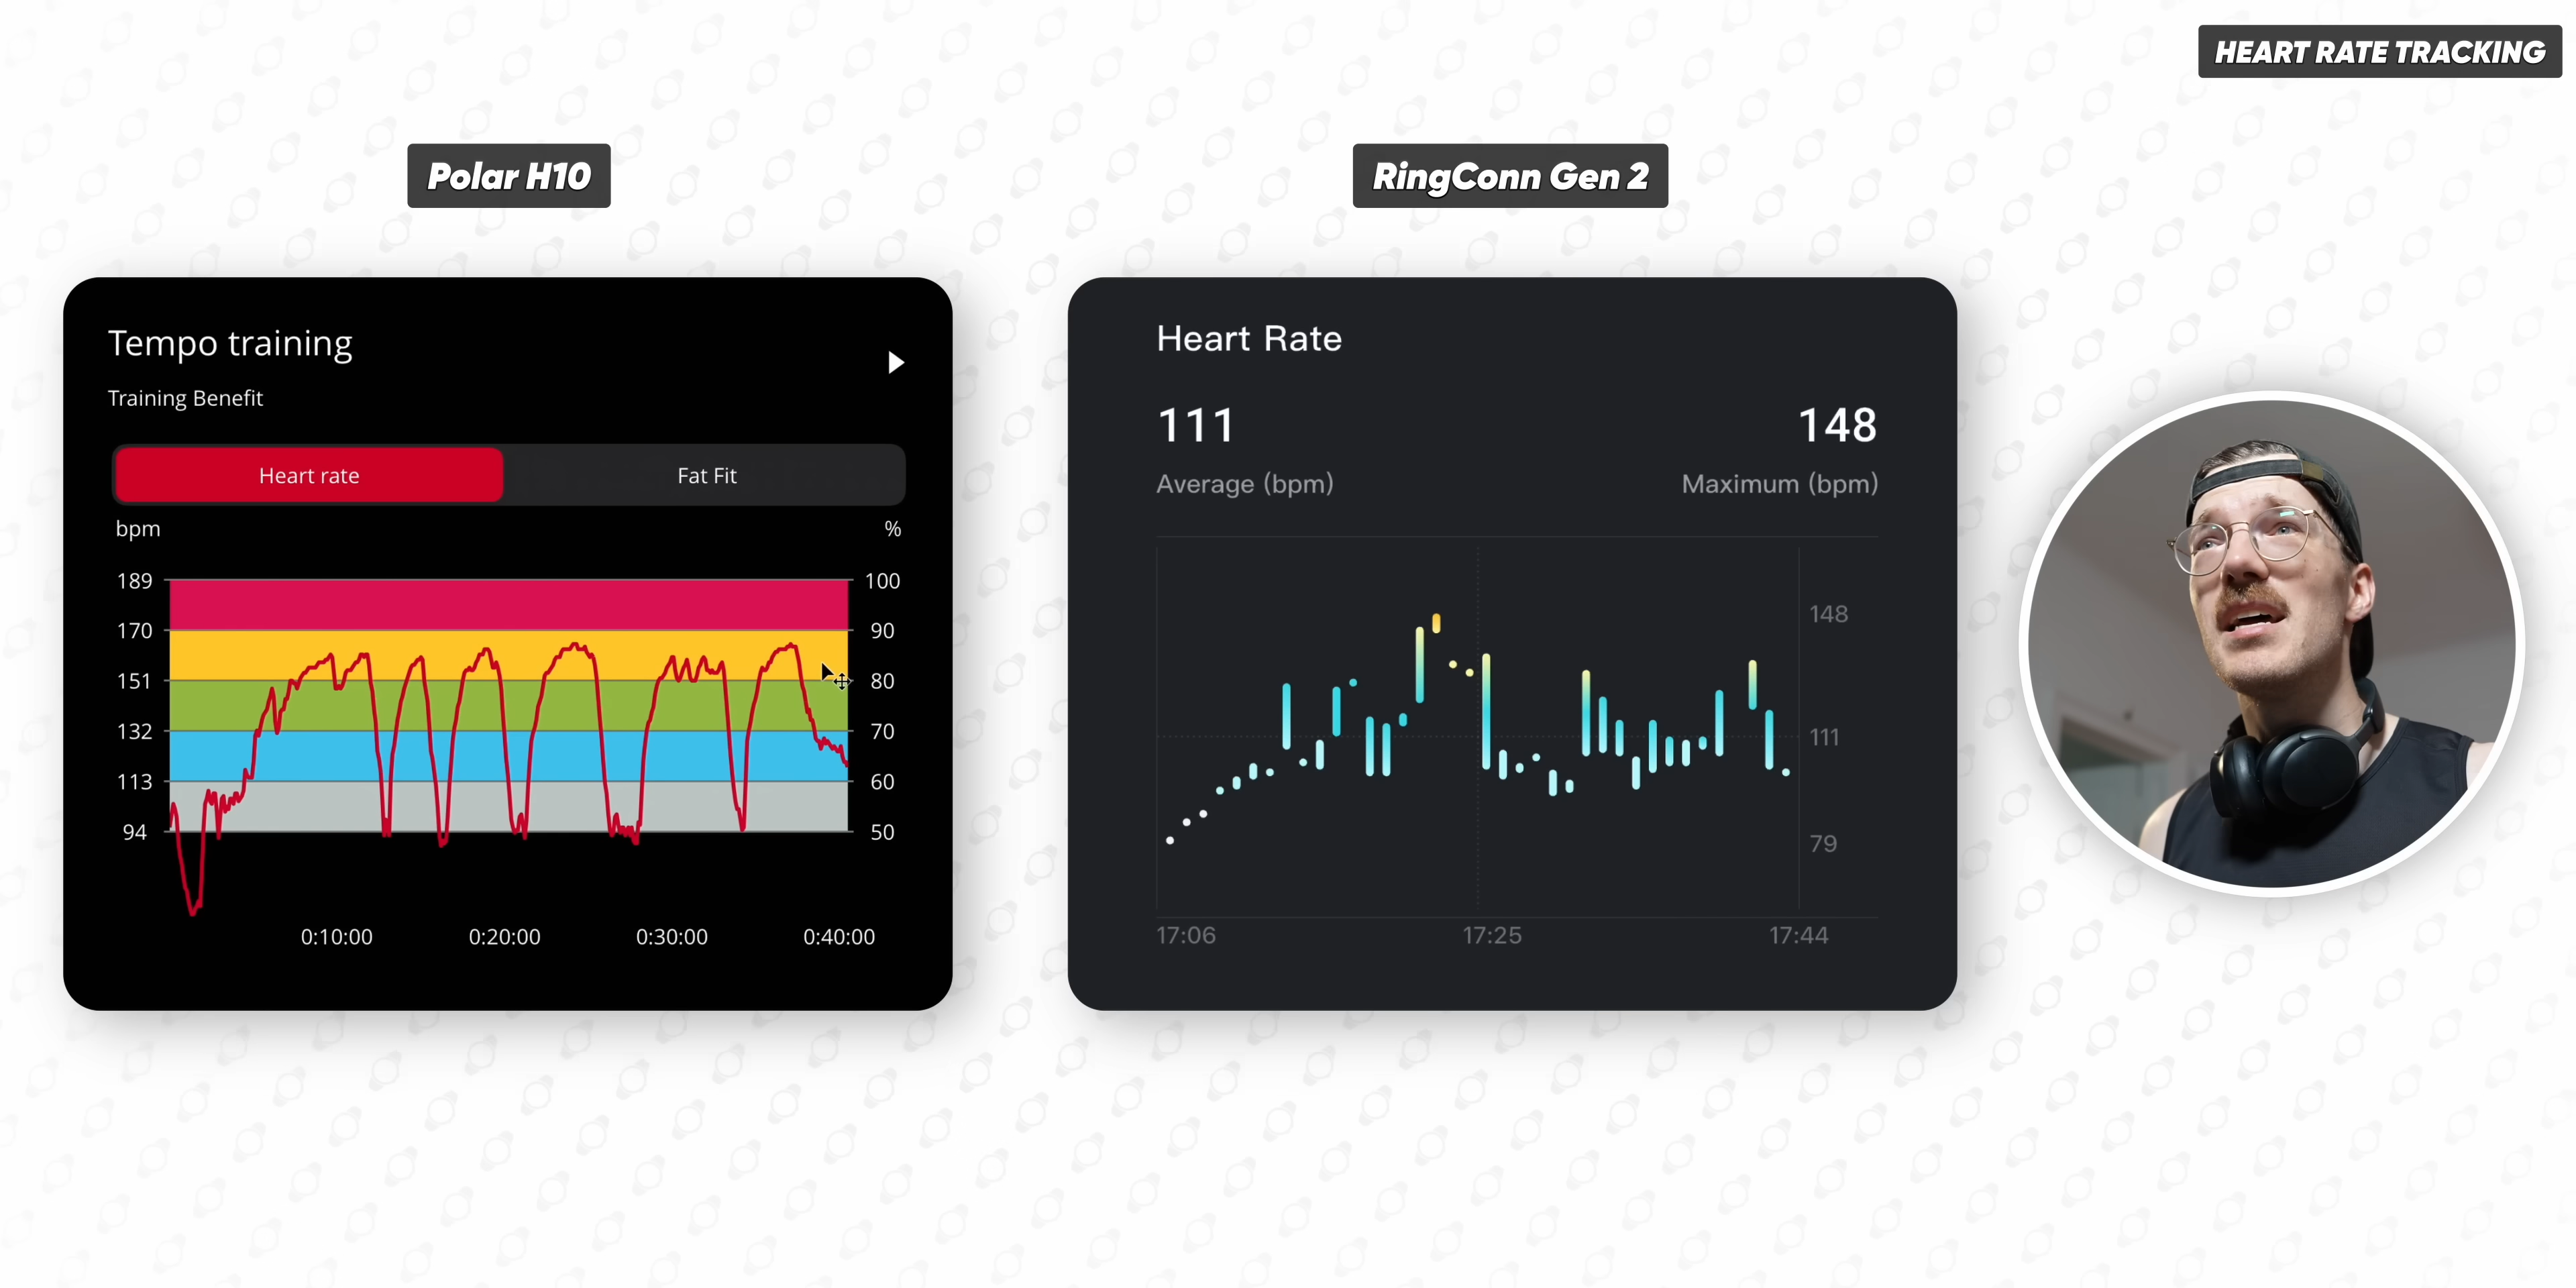 HEART RATE TRACKING
Polar H10
Tempo training
Training Benefit
Heart rate
Fat Fit
bpm
%
189
100
170
90
151
80
132
70
113
60
94
50
0:10:00
0:20:00
0:30:00
0:40:00
RingConn Gen 2
Heart Rate
111
148
Average (bpm)
Maximum (bpm)
148
111
79
17:06
17:25
17:44